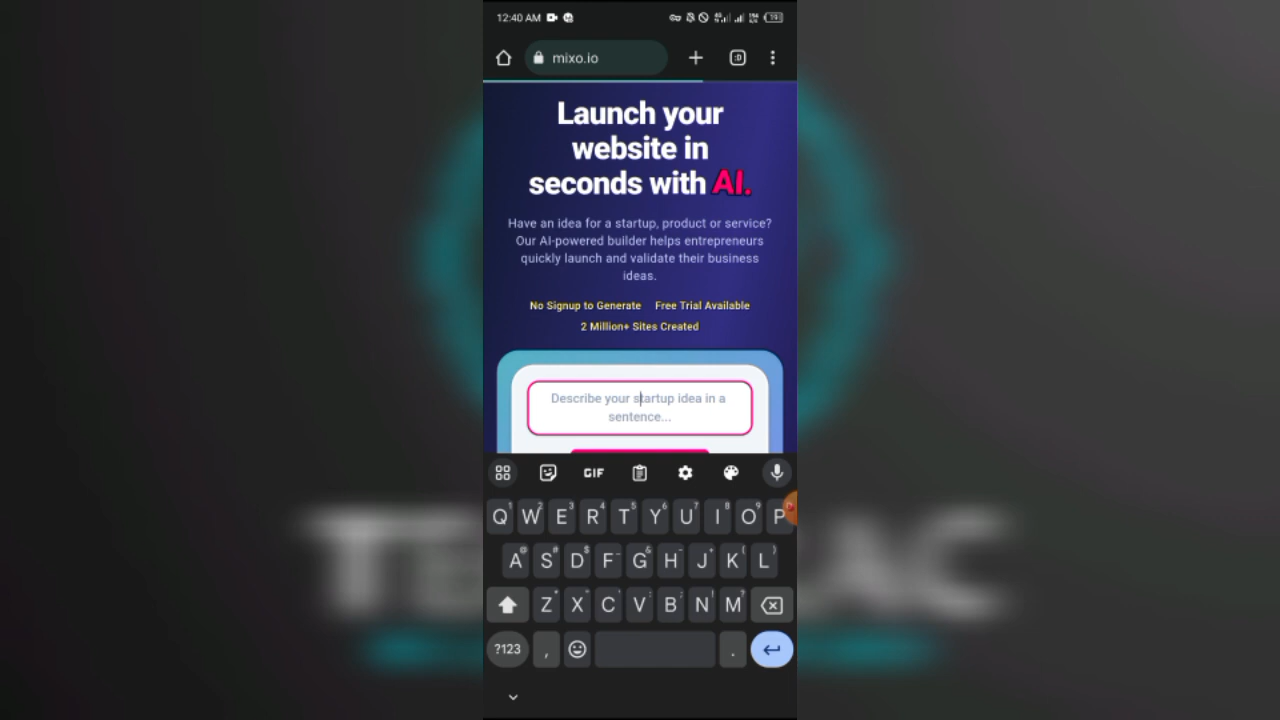 12:40 AM
mixo.io
:D
Launch your
website in
seconds with AI.
Have an idea for a startup, product or service?
Our AI-powered builder helps entrepreneurs
quickly launch and validate their business
ideas.
No Signup to Generate Free Trial Available
2 Million+ Sites Created
Describe your startup idea in a
sentence...
GIF
Q W E R T Y U I O P
A S D F G H J K L
Z X C V B N M
?123 , .